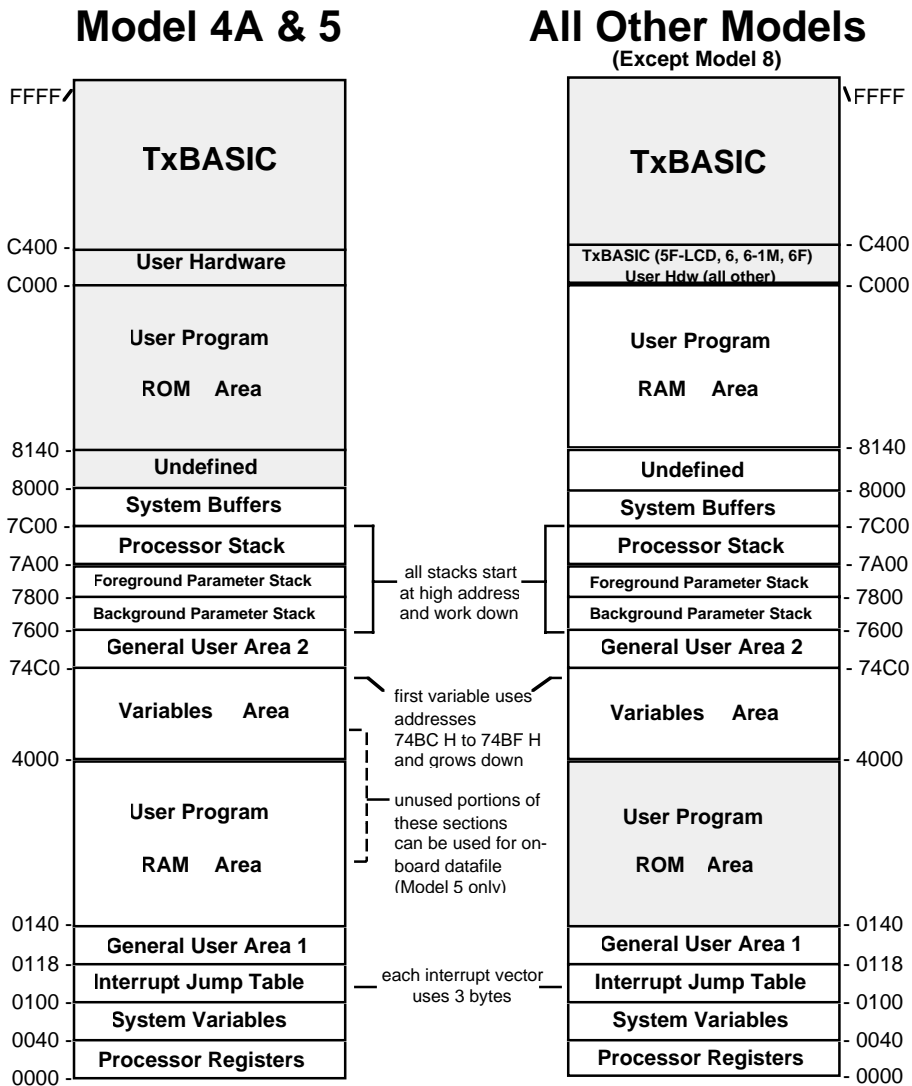 Model 4A & 5
FFFF
TxBASIC
C400 -
User Hardware
C000 -
User Program
ROM Area
8140 -
Undefined
8000 -
System Buffers
7C00 -
Processor Stack
7A00 -
Foreground Parameter Stack
7800 -
Background Parameter Stack
7600 -
General User Area 2
74C0 -
Variables Area
4000 -
User Program
RAM Area
0140 -
General User Area 1
0118 -
Interrupt Jump Table
0100 -
System Variables
0040 -
Processor Registers
0000 -
all stacks start
at high address
and work down
first variable uses
addresses
74BC H to 74BF H
and grows down
unused portions of
these sections
can be used for on-
board datafile
(Model 5 only)
each interrupt vector
uses 3 bytes
All Other Models
(Except Model 8)
FFFF
TxBASIC
- C400
TxBASIC (5F-LCD, 6, 6-1M, 6F)
User Hdw (all other)
- C000
User Program
RAM Area
- 8140
Undefined
- 8000
System Buffers
- 7C00
Processor Stack
- 7A00
Foreground Parameter Stack
- 7800
Background Parameter Stack
- 7600
General User Area 2
- 74C0
Variables Area
- 4000
User Program
ROM Area
- 0140
General User Area 1
- 0118
Interrupt Jump Table
- 0100
System Variables
- 0040
Processor Registers
- 0000